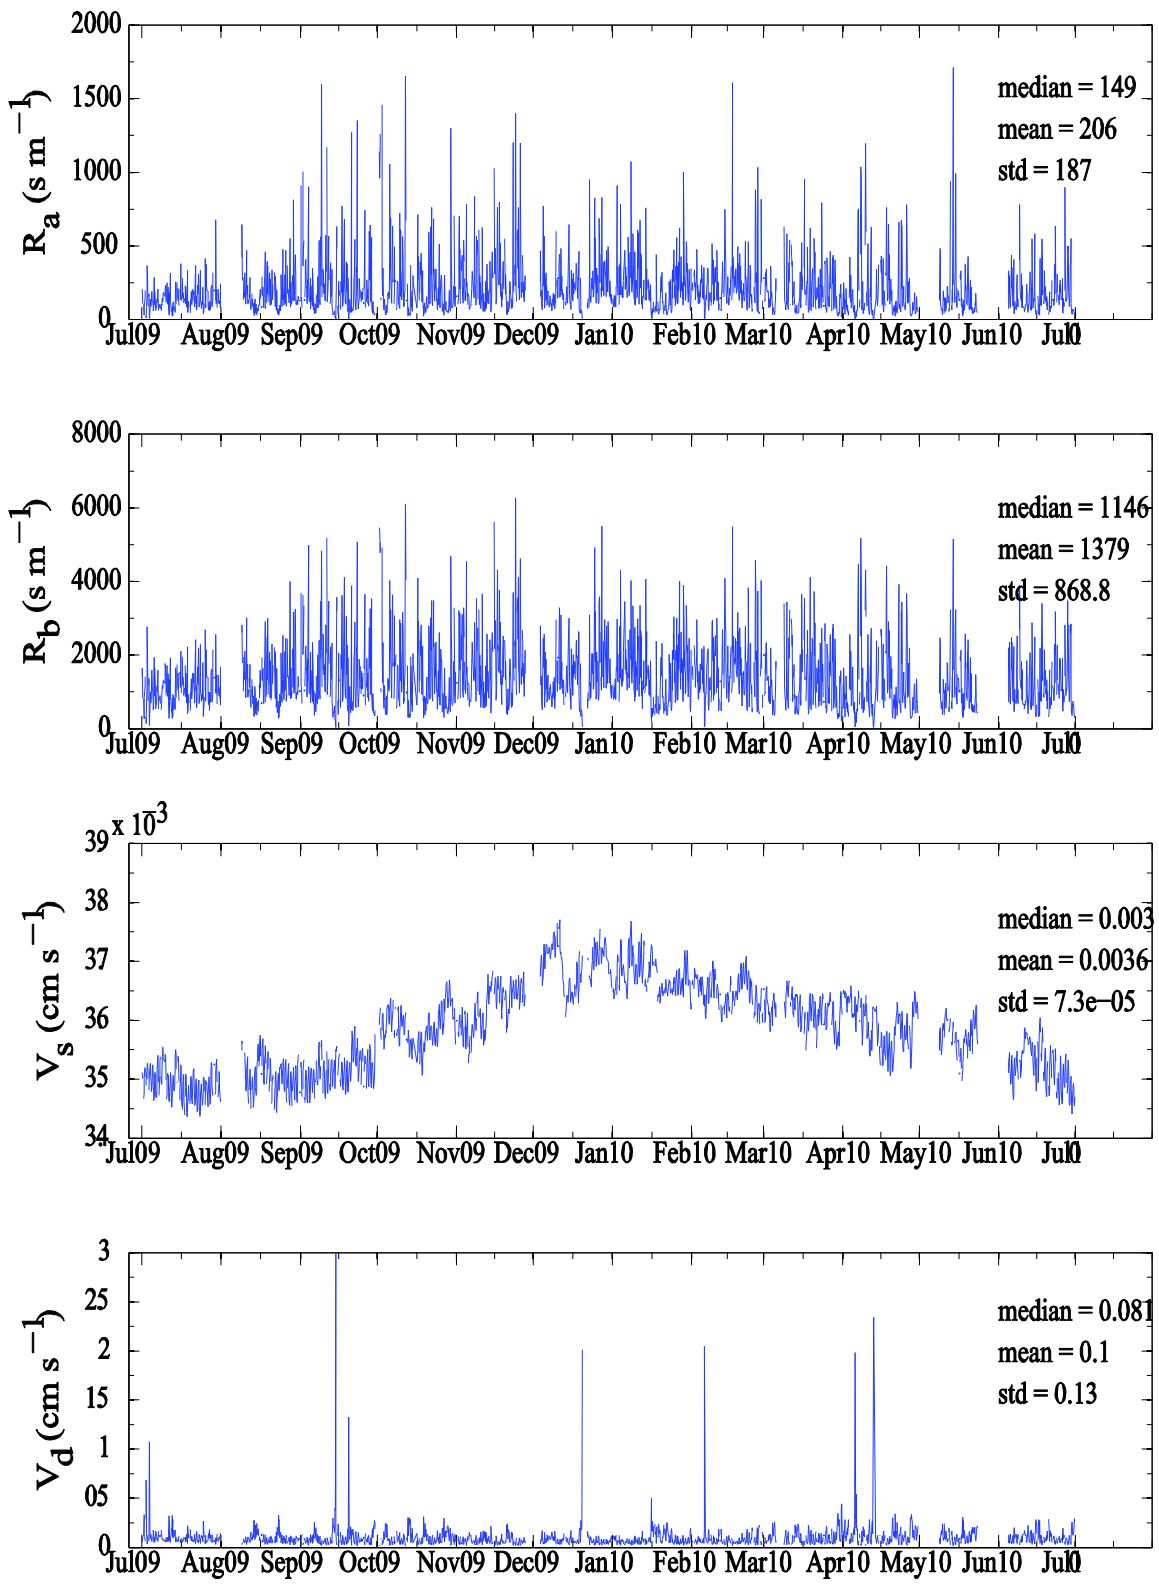 2000
1500
1000
500
0
R_a (s m^−1)
median = 149
mean = 206
std = 187
Jul09 Aug09 Sep09 Oct09 Nov09 Dec09 Jan10 Feb10 Mar10 Apr10 May10 Jun10 Jul10
8000
6000
4000
2000
0
R_b (s m^−1)
median = 1146
mean = 1379
std = 868.8
Jul09 Aug09 Sep09 Oct09 Nov09 Dec09 Jan10 Feb10 Mar10 Apr10 May10 Jun10 Jul10
x 10^−3
39
38
37
36
35
34
V_s (cm s^−1)
median = 0.003
mean = 0.0036
std = 7.3e−05
Jul09 Aug09 Sep09 Oct09 Nov09 Dec09 Jan10 Feb10 Mar10 Apr10 May10 Jun10 Jul10
3
25
2
15
1
05
0
V_d (cm s^−1)
median = 0.081
mean = 0.1
std = 0.13
Jul09 Aug09 Sep09 Oct09 Nov09 Dec09 Jan10 Feb10 Mar10 Apr10 May10 Jun10 Jul10